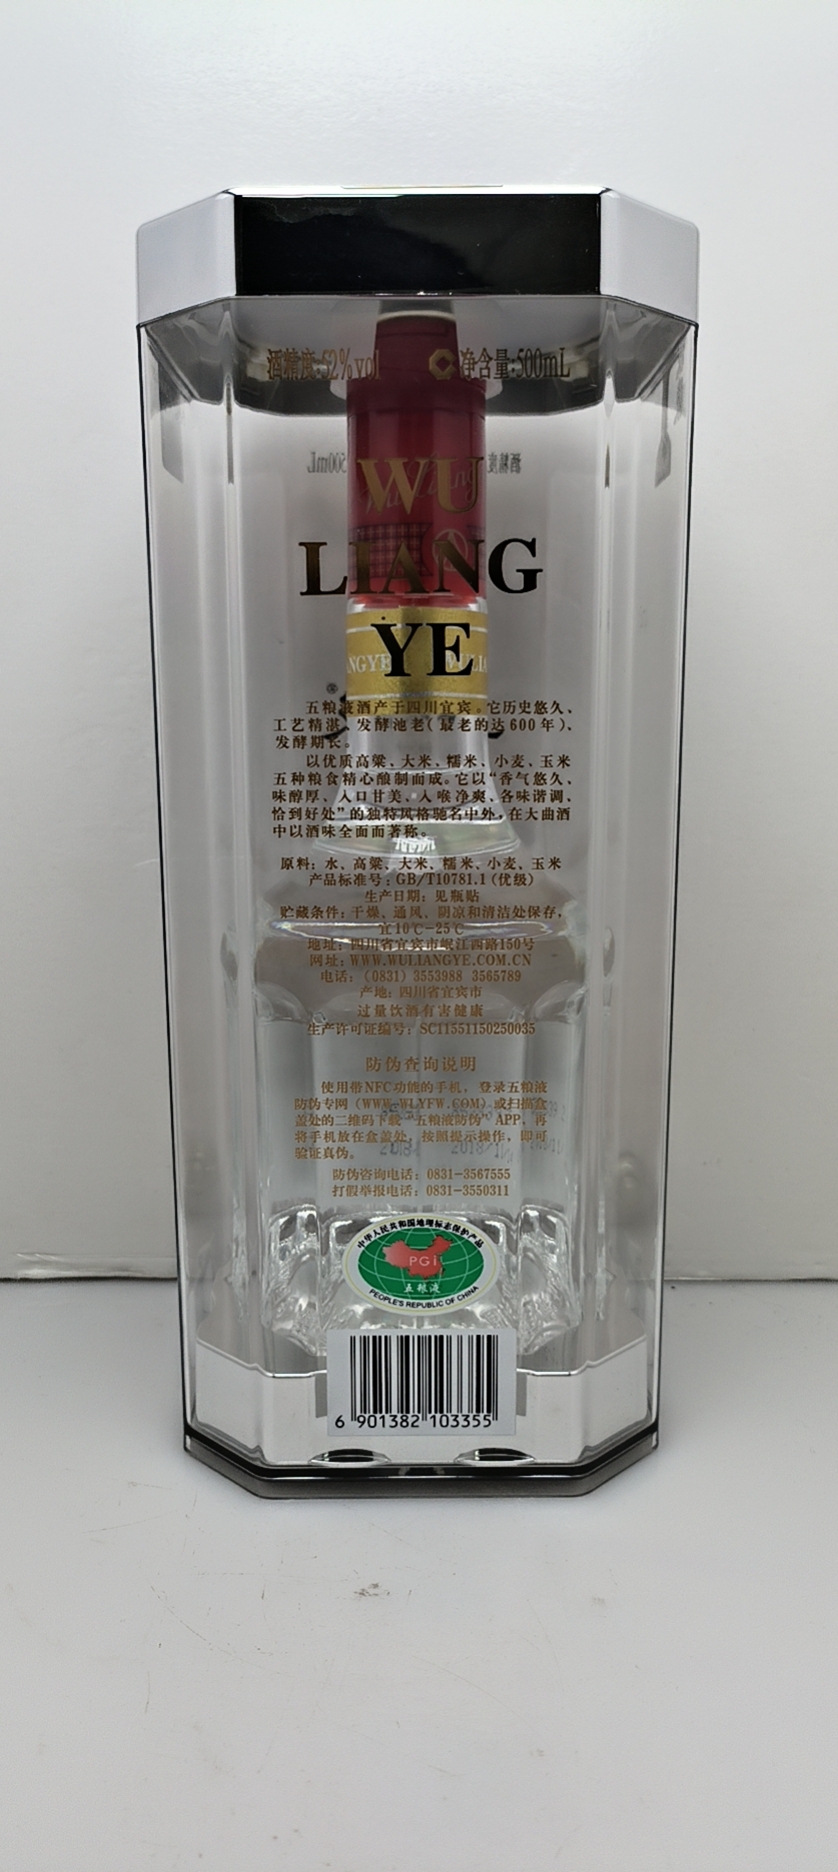 酒精度:52%vol 净含量:500mL
WU
LIANG
YE
五粮液酒产于四川宜宾。它历史悠久、
工艺精湛、发酵池老(最老的达600年)、
发酵期长。
以优质高粱、大米、糯米、小麦、玉米
五种粮食精心酿制而成。它以“香气悠久、
味醇厚、入口甘美、入喉净爽、各味谐调、
恰到好处”的独特风格驰名中外,在大曲酒
中以酒味全面而著称。
原料: 水、高粱、大米、糯米、小麦、玉米
产品标准号: GB/T10781.1(优级)
生产日期: 见瓶贴
贮藏条件: 干燥、通风、阴凉和清洁处保存,
宜10℃-25℃
地址: 四川省宜宾市岷江西路150号
网址: WWW.WULIANGYE.COM.CN
电话: (0831) 3553988 3565789
产地: 四川省宜宾市
过量饮酒有害健康
生产许可证编号: SC11551150250035
防伪查询说明
使用带NFC功能的手机, 登录五粮液
防伪专网 (WWW.WLYFW.COM) 或扫描盒
盖处的二维码下载“五粮液防伪”APP, 再
将手机放在盒盖处, 按照提示操作, 即可
验证真伪。
防伪咨询电话: 0831-3567555
打假举报电话: 0831-3550311
中华人民共和国地理标志保护产品
PGI
五粮液
PEOPLE'S REPUBLIC OF CHINA
6 901382 103355